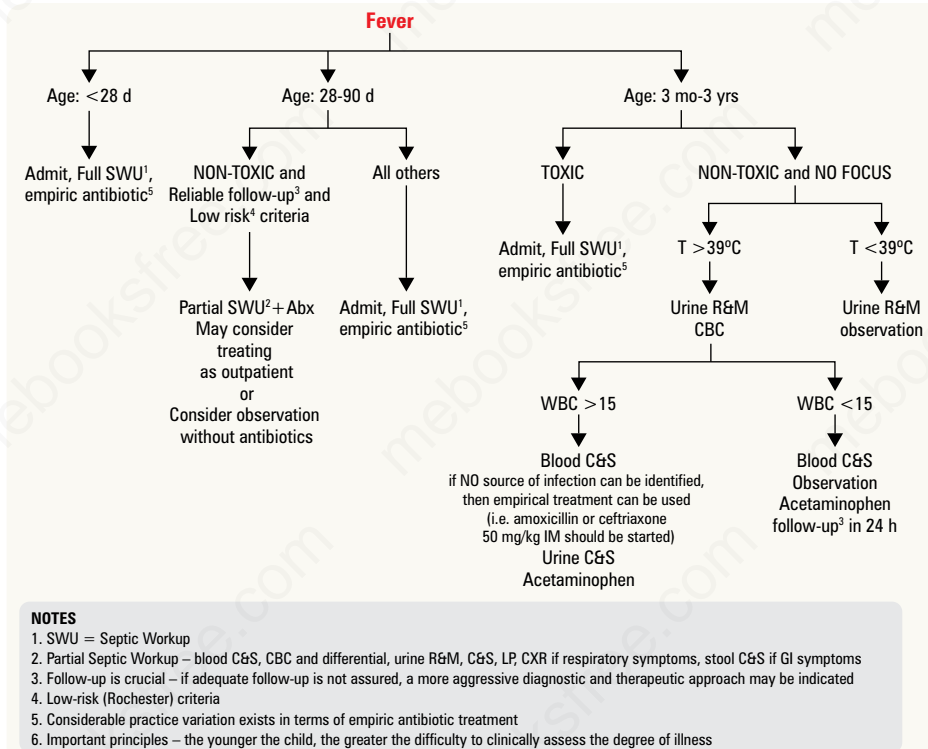 Fever
Age: <28 d
Age: 28-90 d
Age: 3 mo-3 yrs
Admit, Full SWU¹,
empiric antibiotic⁵
NON-TOXIC and
Reliable follow-up³ and
Low risk⁴ criteria
All others
TOXIC
NON-TOXIC and NO FOCUS
Partial SWU²+Abx
May consider
treating
as outpatient
or
Consider observation
without antibiotics
Admit, Full SWU¹,
empiric antibiotic⁵
Admit, Full SWU¹,
empiric antibiotic⁵
T >39ºC
T <39ºC
Urine R&M
CBC
Urine R&M
observation
WBC >15
WBC <15
Blood C&S
if NO source of infection can be identified,
then empirical treatment can be used
(i.e. amoxicillin or ceftriaxone
50 mg/kg IM should be started)
Urine C&S
Acetaminophen
Blood C&S
Observation
Acetaminophen
follow-up³ in 24 h
NOTES
1. SWU = Septic Workup
2. Partial Septic Workup – blood C&S, CBC and differential, urine R&M, C&S, LP, CXR if respiratory symptoms, stool C&S if GI symptoms
3. Follow-up is crucial – if adequate follow-up is not assured, a more aggressive diagnostic and therapeutic approach may be indicated
4. Low-risk (Rochester) criteria
5. Considerable practice variation exists in terms of empiric antibiotic treatment
6. Important principles – the younger the child, the greater the difficulty to clinically assess the degree of illness
mebooksfree.com